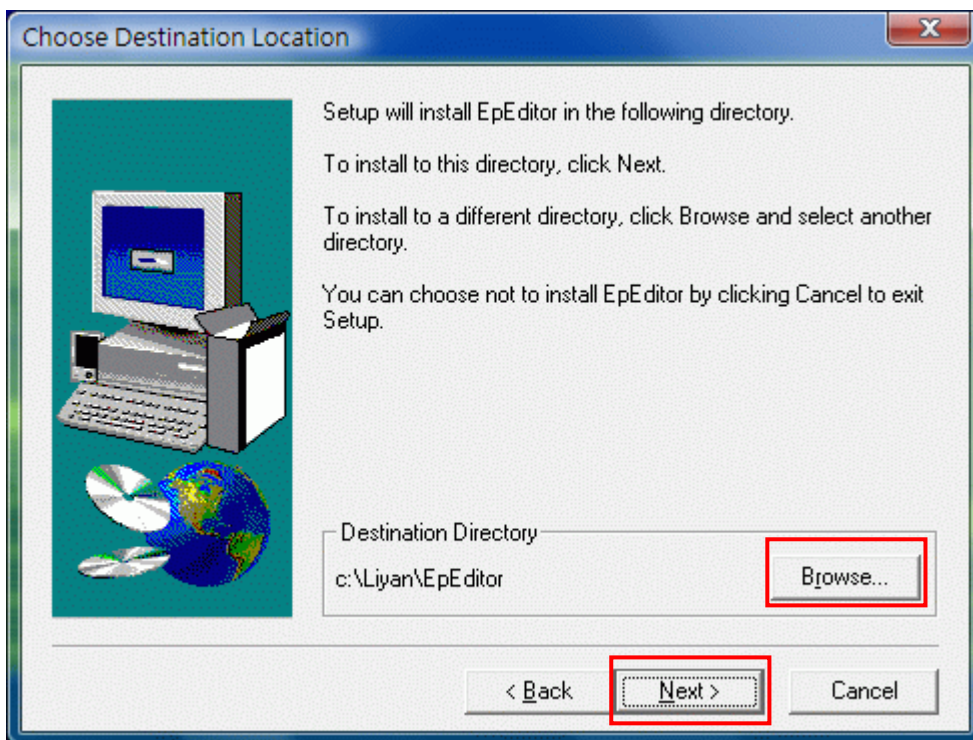 Choose Destination Location
Setup will install EpEditor in the following directory.
To install to this directory, click Next.
To install to a different directory, click Browse and select another
directory.
You can choose not to install EpEditor by clicking Cancel to exit
Setup.
Destination Directory
c:\Liyan\EpEditor
Browse...
< Back
Next >
Cancel